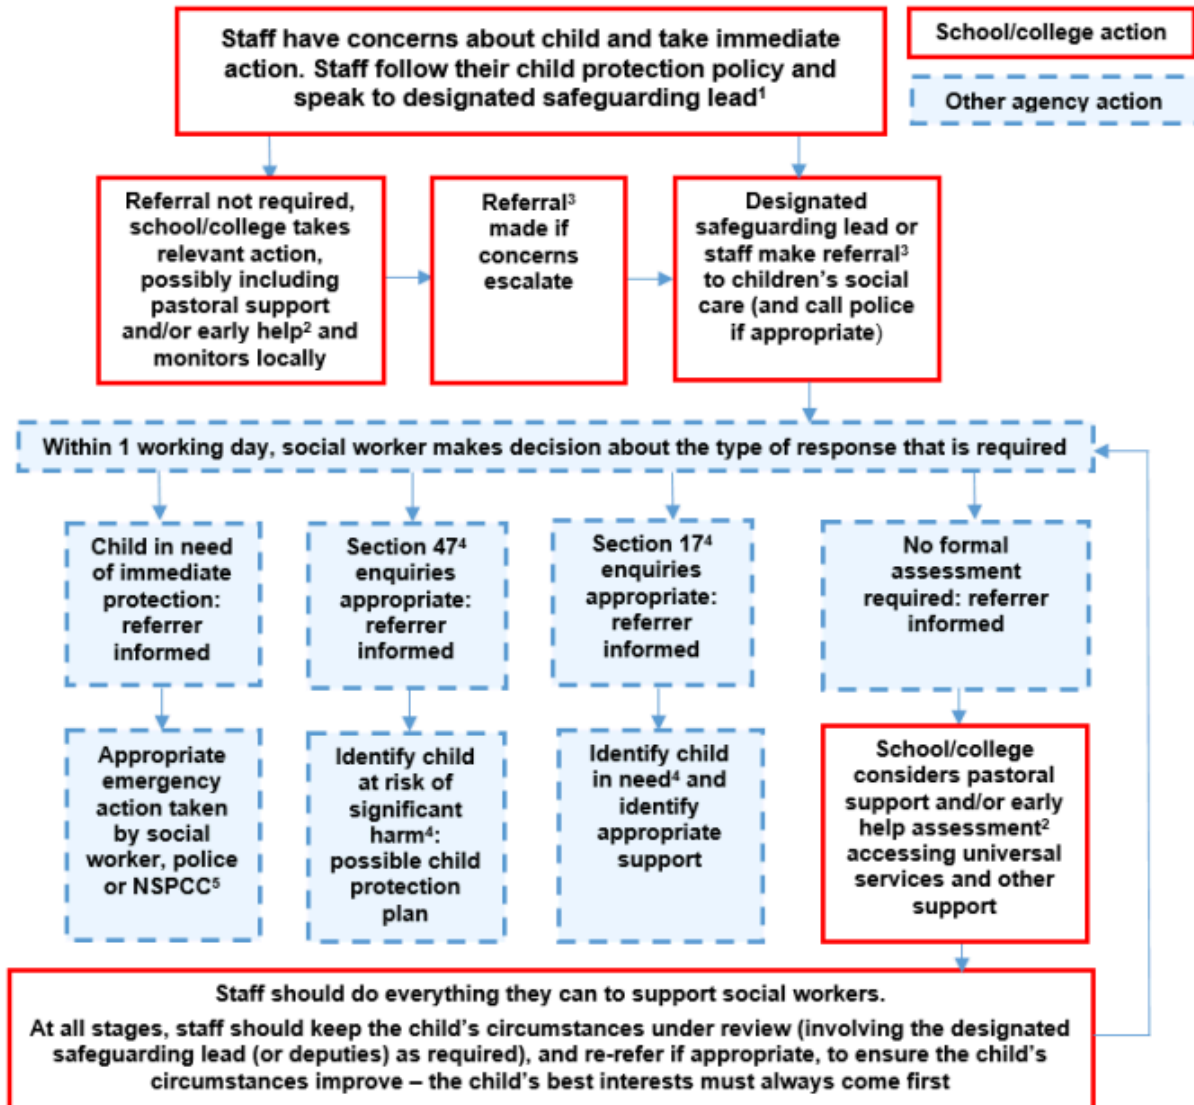 Staff have concerns about child and take immediate
action. Staff follow their child protection policy and
speak to designated safeguarding lead¹
School/college action
Other agency action
Referral not required,
school/college takes
relevant action,
possibly including
pastoral support
and/or early help² and
monitors locally
Referral³
made if
concerns
escalate
Designated
safeguarding lead or
staff make referral³
to children's social
care (and call police
if appropriate)
Within 1 working day, social worker makes decision about the type of response that is required
Child in need
of immediate
protection:
referrer
informed
Section 47⁴
enquiries
appropriate:
referrer
informed
Section 17⁴
enquiries
appropriate:
referrer
informed
No formal
assessment
required: referrer
informed
Appropriate
emergency
action taken
by social
worker, police
or NSPCC⁵
Identify child
at risk of
significant
harm⁴:
possible child
protection
plan
Identify child
in need⁴ and
identify
appropriate
support
School/college
considers pastoral
support and/or early
help assessment²
accessing universal
services and other
support
Staff should do everything they can to support social workers.
At all stages, staff should keep the child's circumstances under review (involving the designated
safeguarding lead (or deputies) as required), and re-refer if appropriate, to ensure the child's
circumstances improve – the child's best interests must always come first